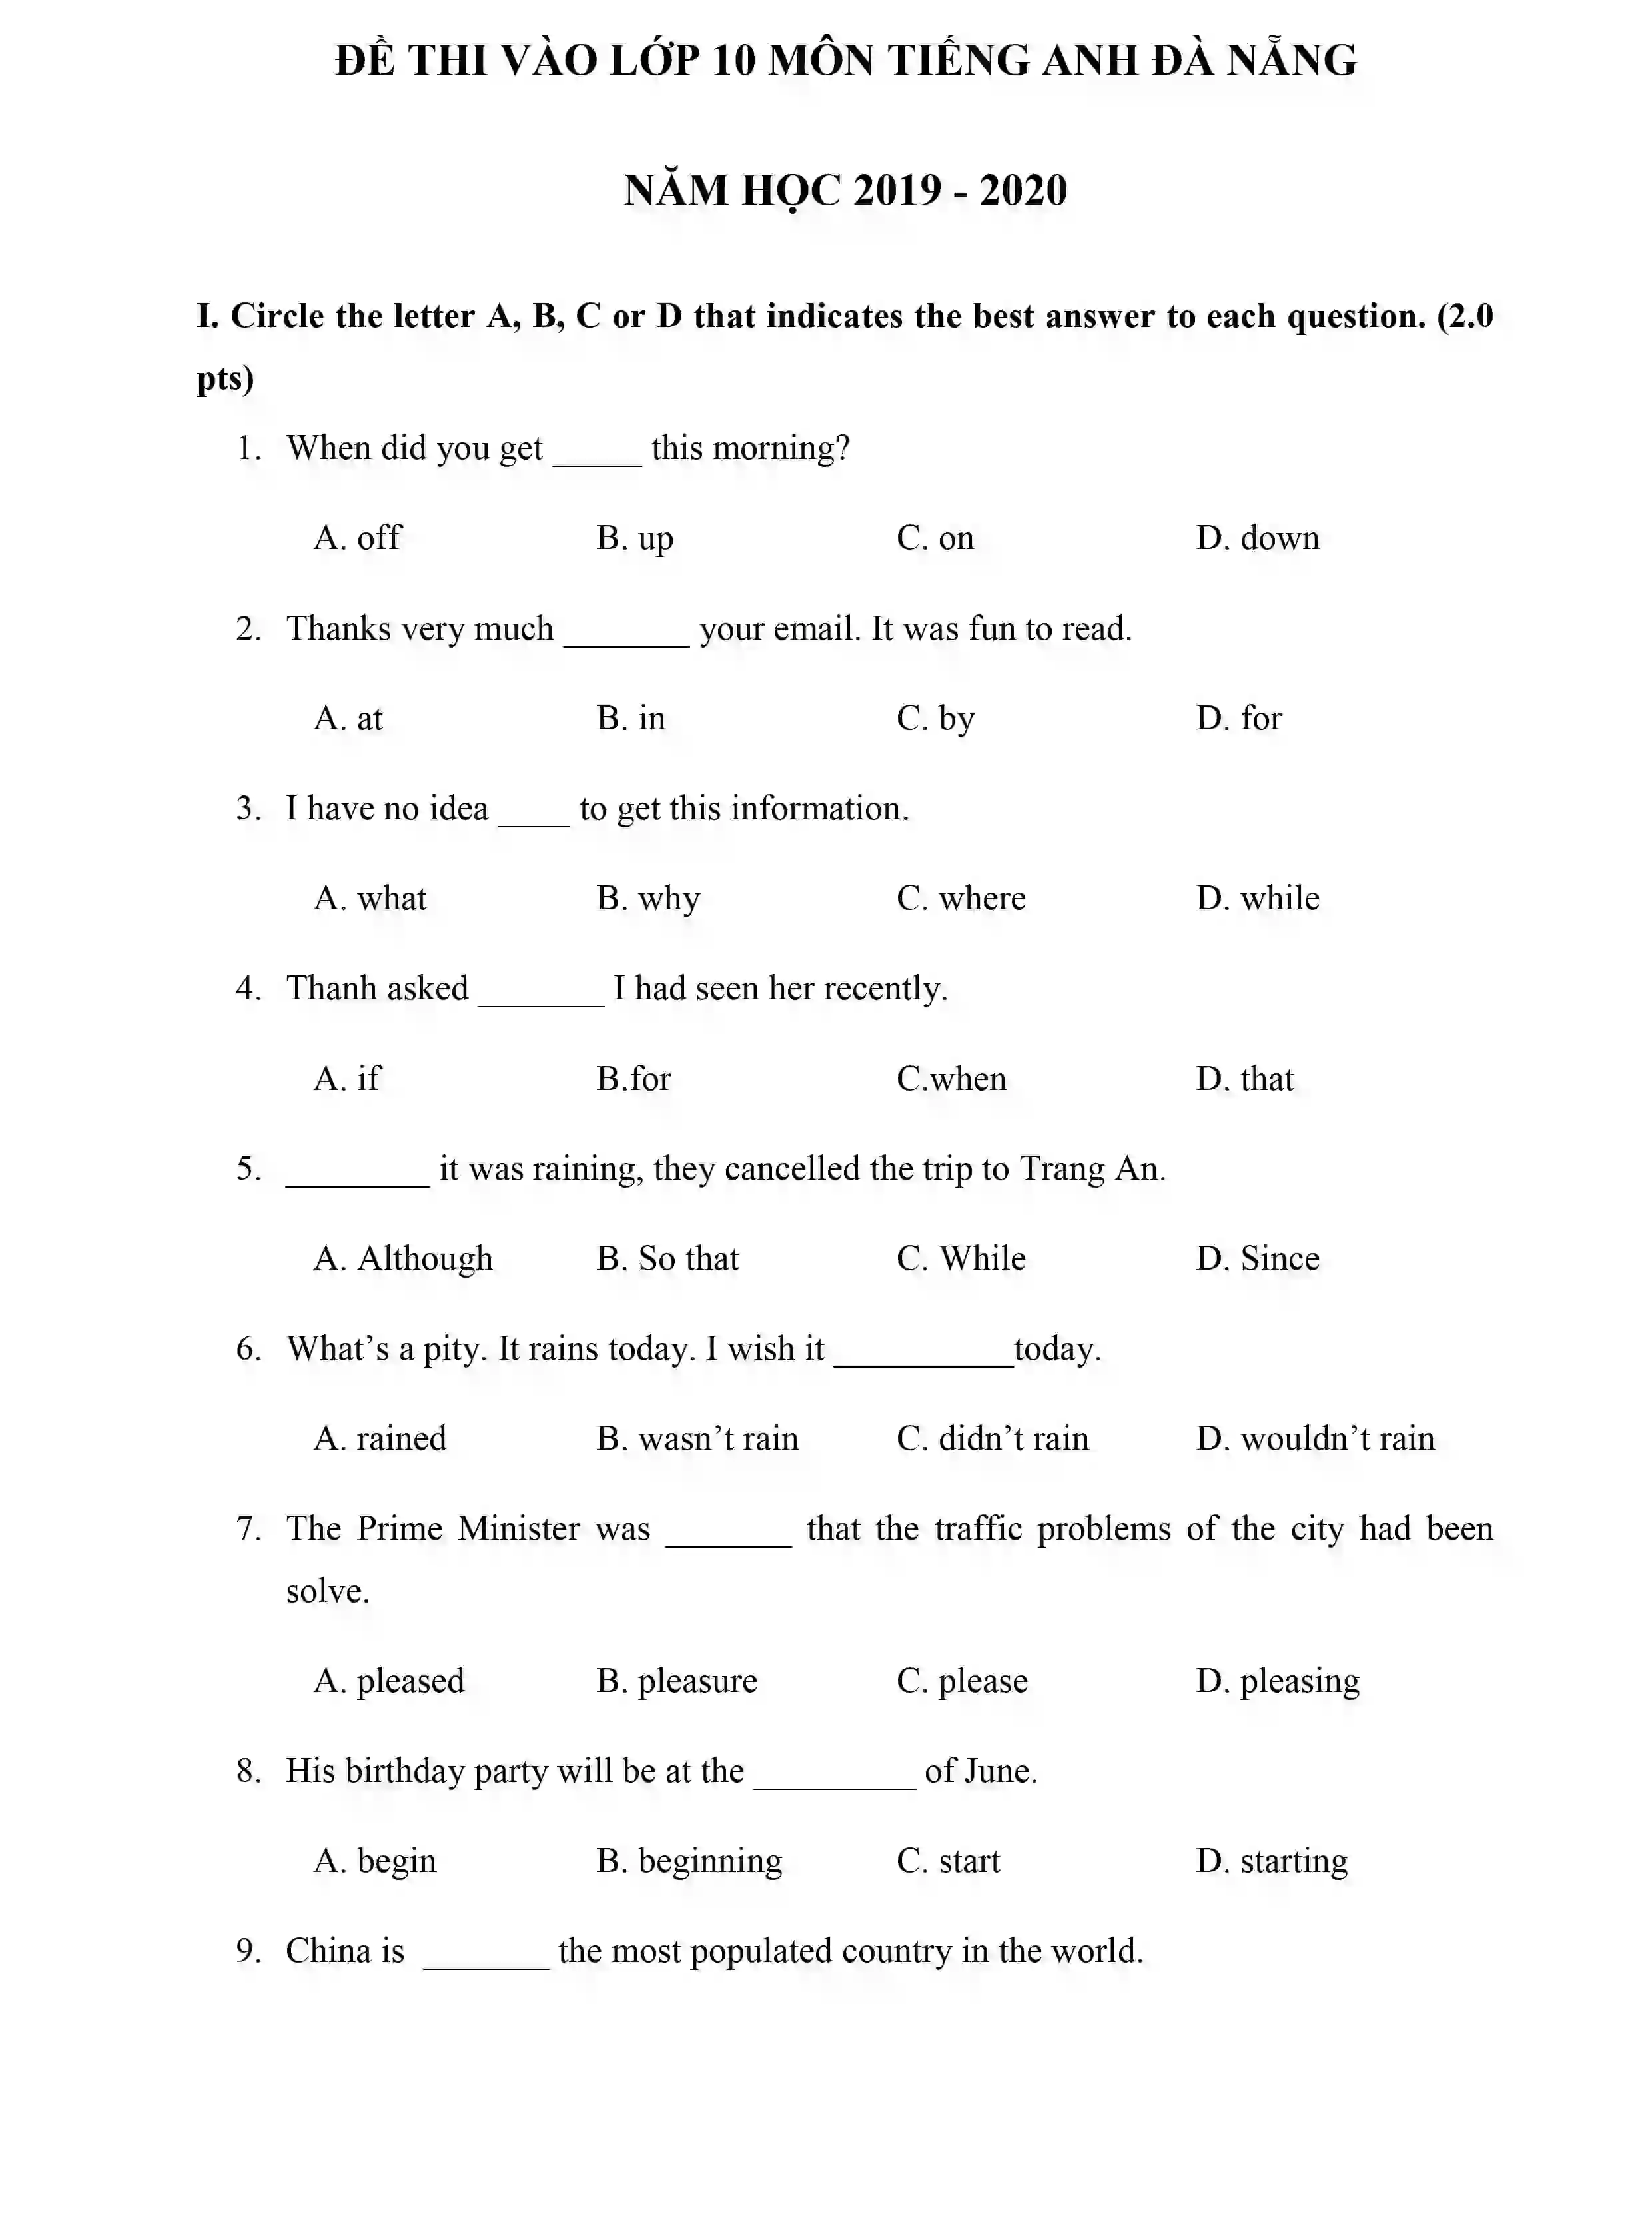 ĐỀ THI VÀO LỚP 10 MÔN TIẾNG ANH ĐÀ NẴNG
NĂM HỌC 2019 - 2020
I. Circle the letter A, B, C or D that indicates the best answer to each question. (2.0
pts)
1. When did you get _____ this morning?
A. off B. up C. on D. down
2. Thanks very much _______ your email. It was fun to read.
A. at B. in C. by D. for
3. I have no idea ____ to get this information.
A. what B. why C. where D. while
4. Thanh asked _______ I had seen her recently.
A. if B.for C.when D. that
5. ________ it was raining, they cancelled the trip to Trang An.
A. Although B. So that C. While D. Since
6. What’s a pity. It rains today. I wish it __________today.
A. rained B. wasn’t rain C. didn’t rain D. wouldn’t rain
7. The Prime Minister was _______ that the traffic problems of the city had been
solve.
A. pleased B. pleasure C. please D. pleasing
8. His birthday party will be at the _________ of June.
A. begin B. beginning C. start D. starting
9. China is _______ the most populated country in the world.